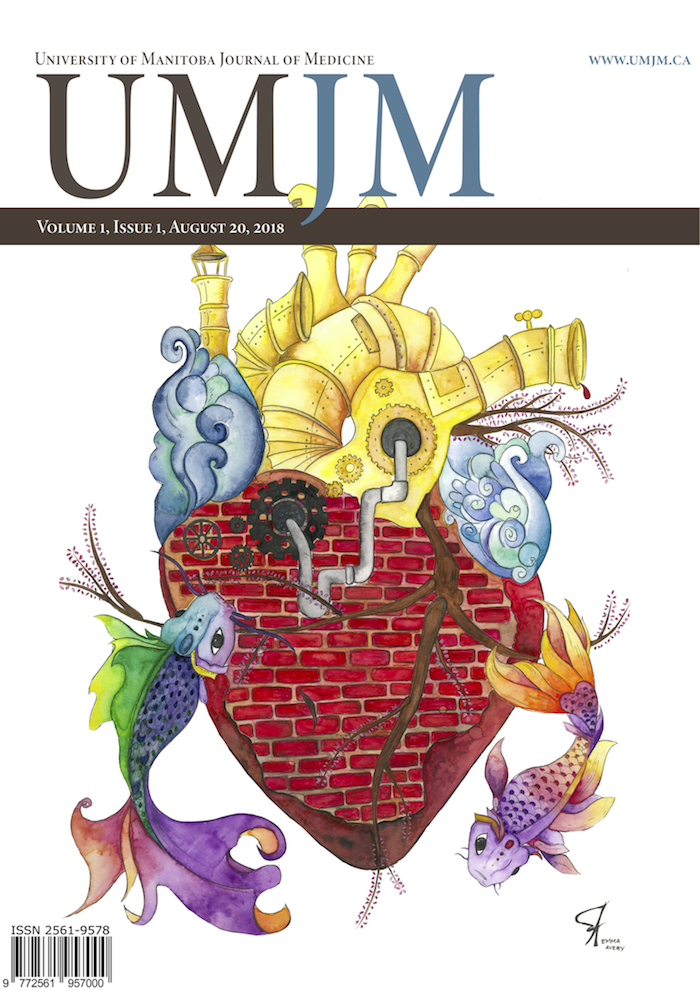 University of Manitoba Journal of Medicine
www.umjm.ca
UMJM
Volume 1, Issue 1, August 20, 2018
EMMA
AVERY
ISSN 2561-9578
9 772561 957000